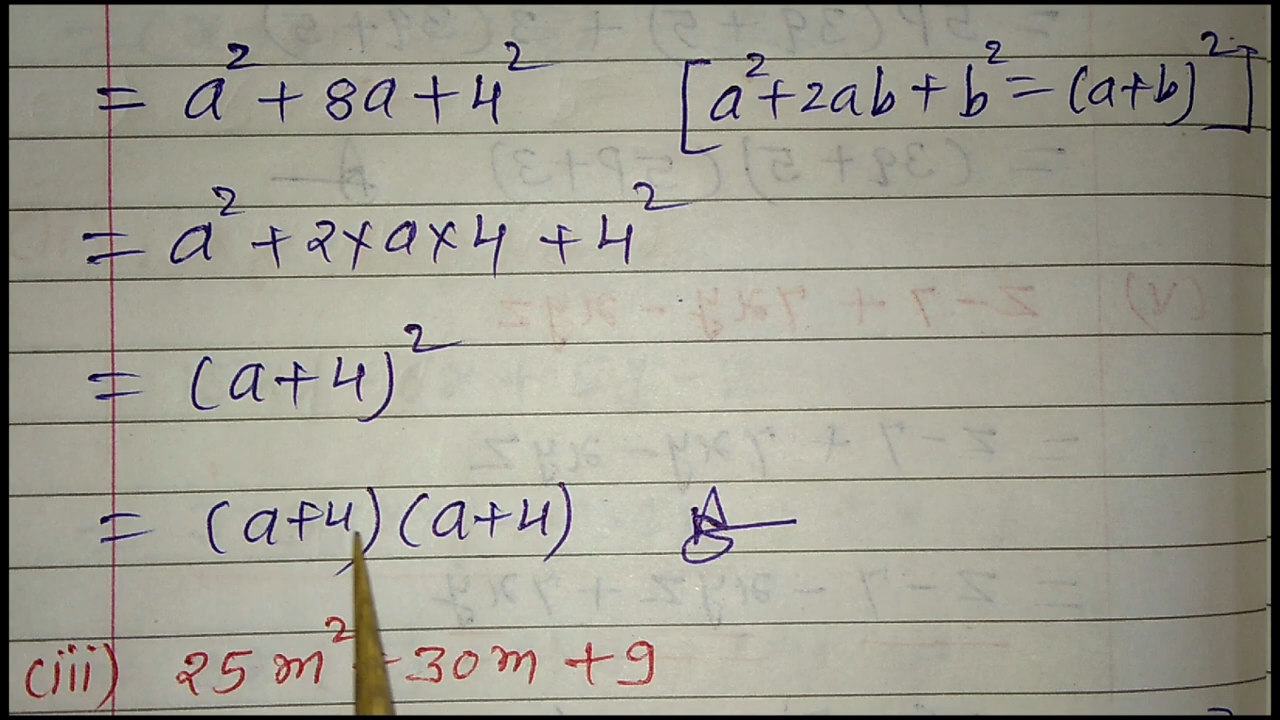 = a² + 8a + 4² [a² + 2ab + b² = (a+b)²]
= a² + 2×a×4 + 4²
= (a+4)²
= (a+4)(a+4) A
(iii) 25m² - 30m + 9